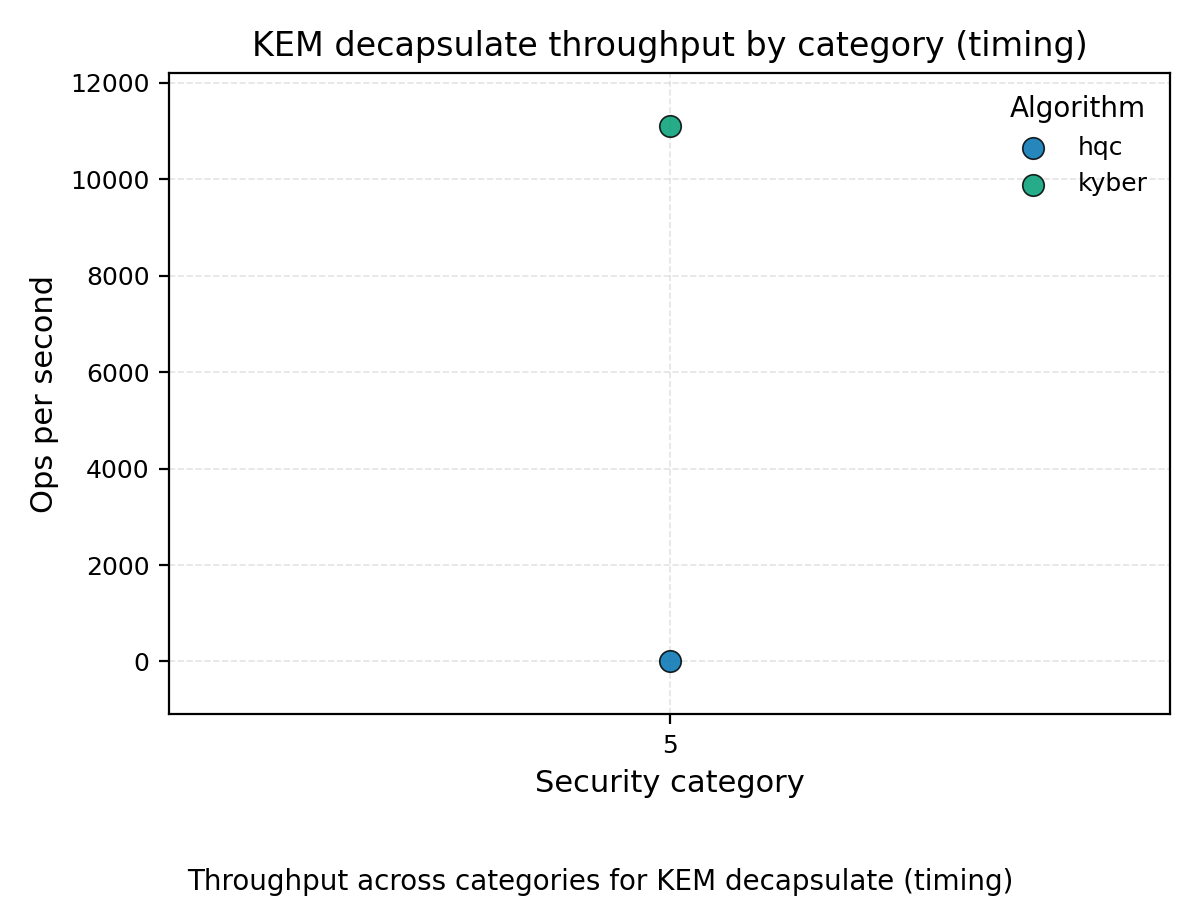 KEM decapsulate throughput by category (timing)
12000
10000
8000
6000
4000
2000
0
Ops per second
Algorithm
hqc
kyber
5
Security category
Throughput across categories for KEM decapsulate (timing)